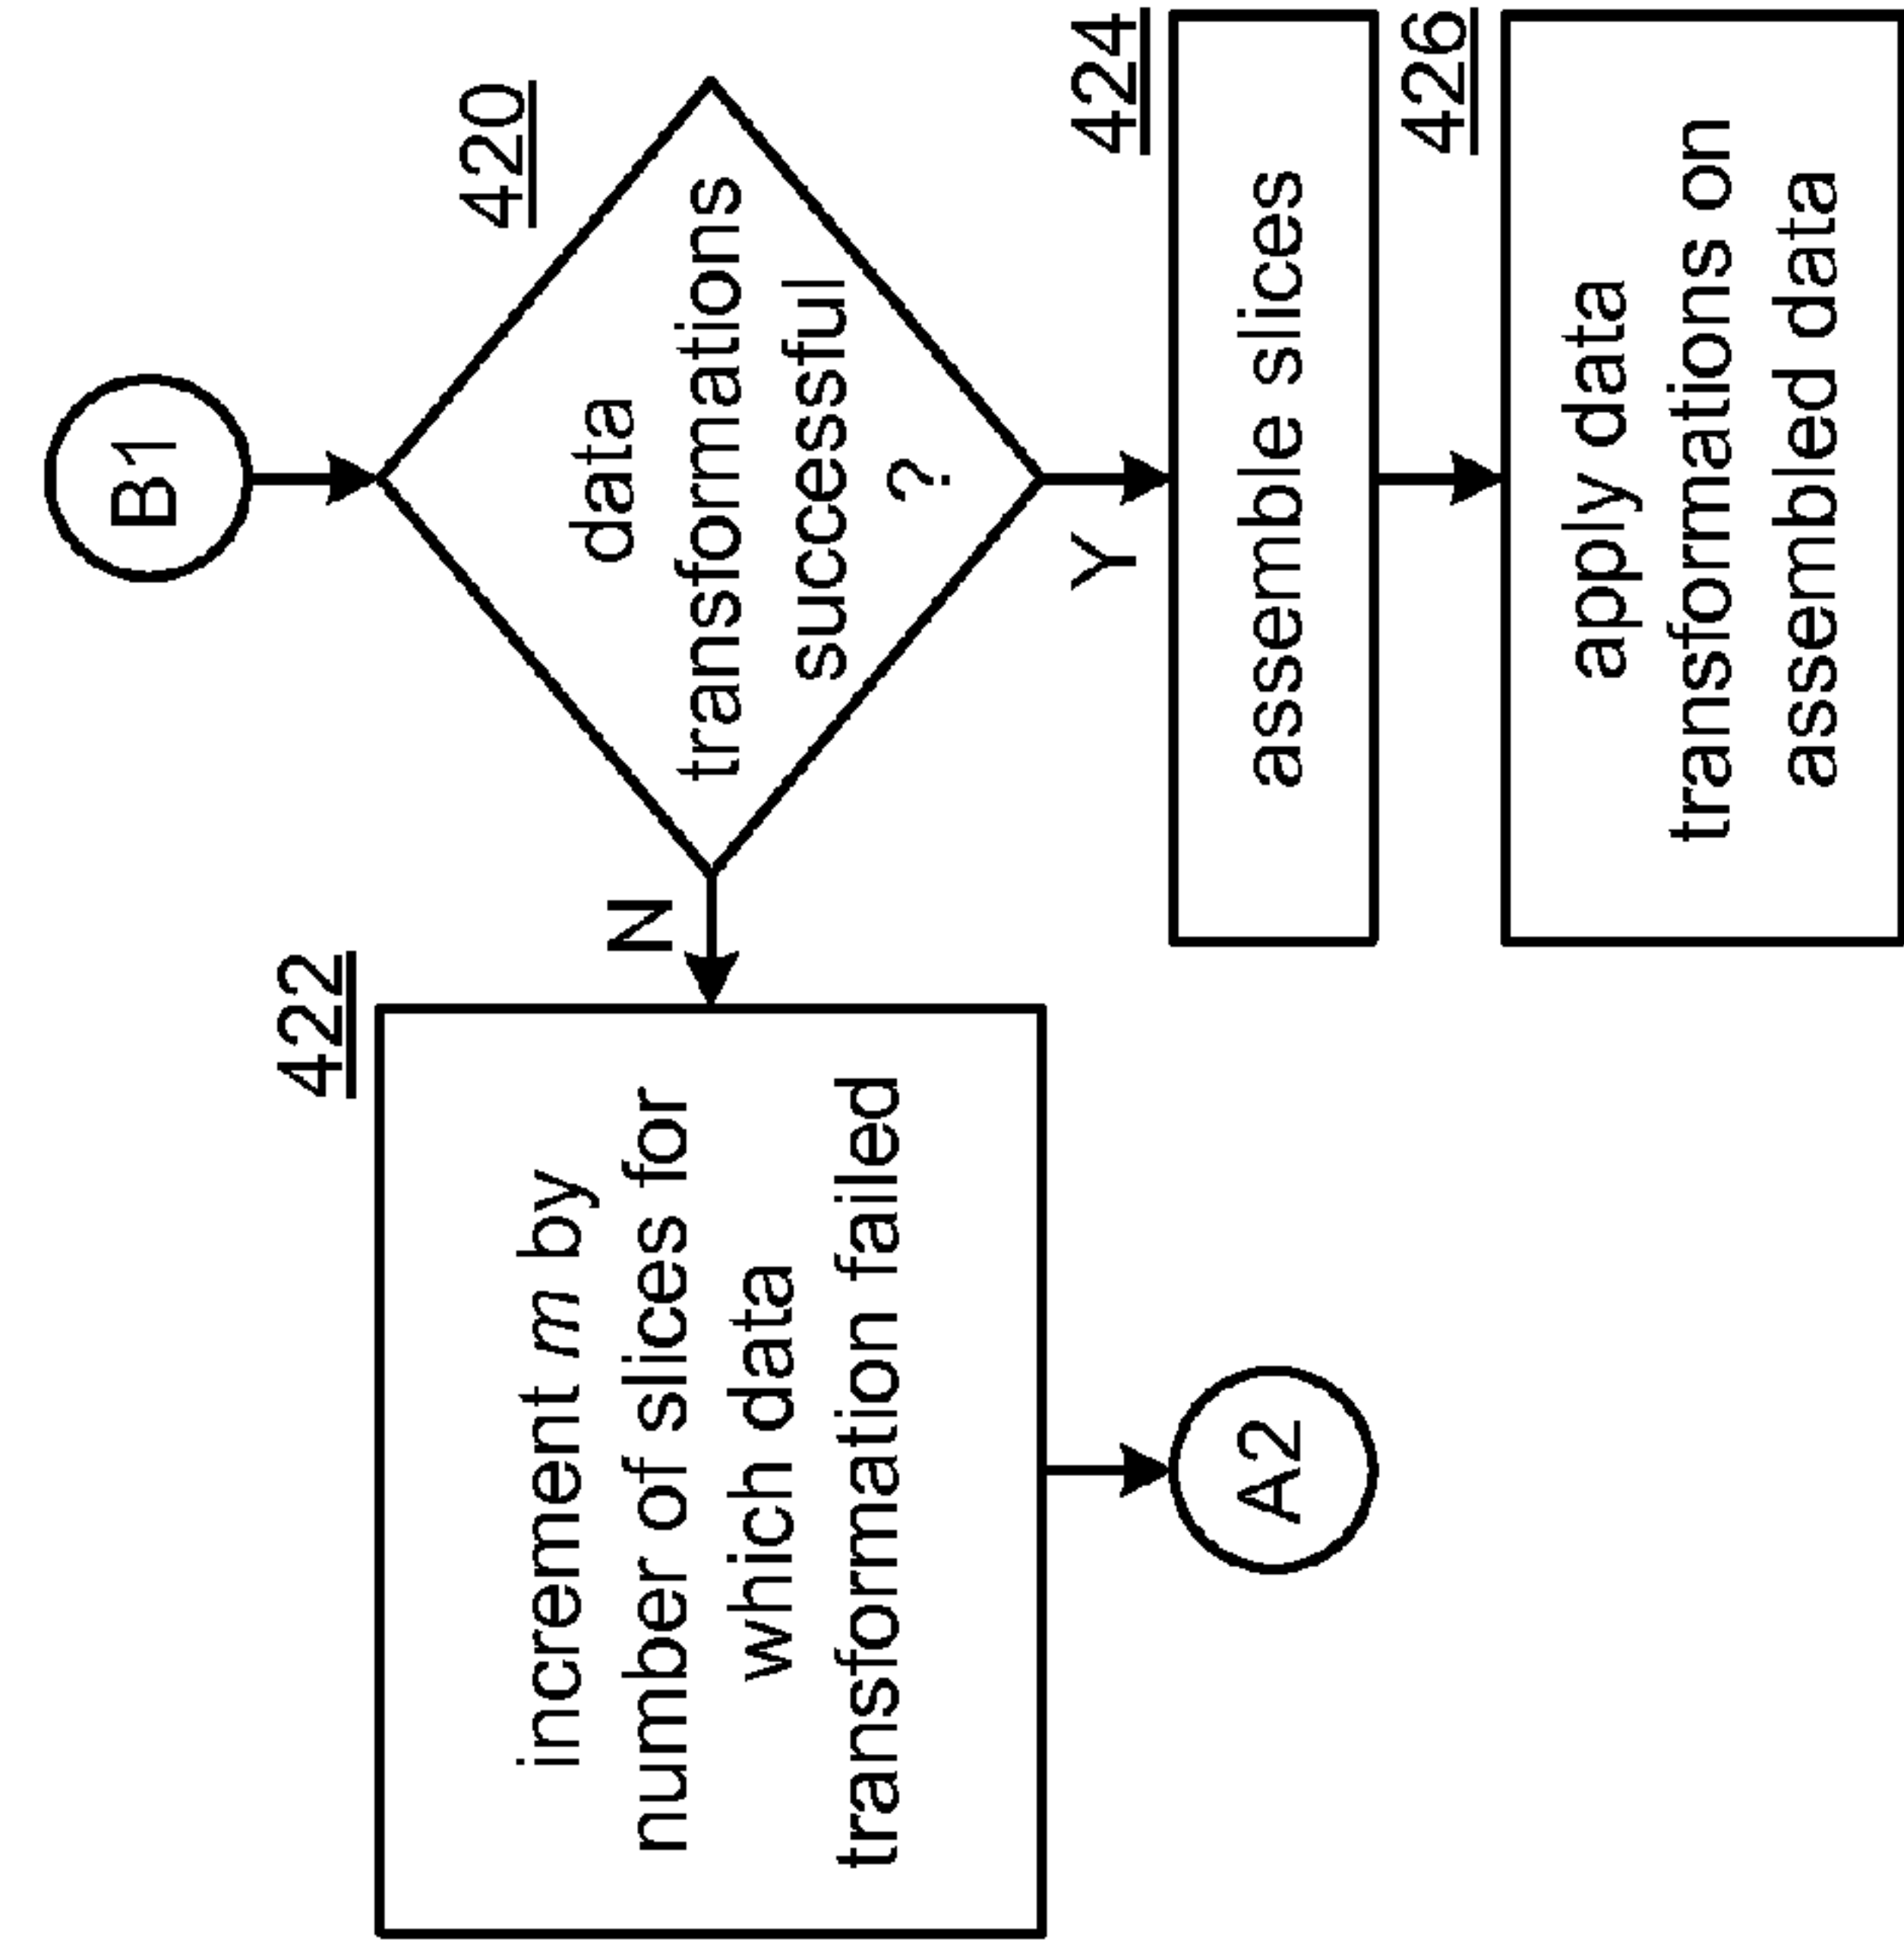 B1
420
data
transformations
successful
?
N
Y
422
increment m by
number of slices for
which data
transformation failed
A2
424
assemble slices
426
apply data
transformations on
assembled data